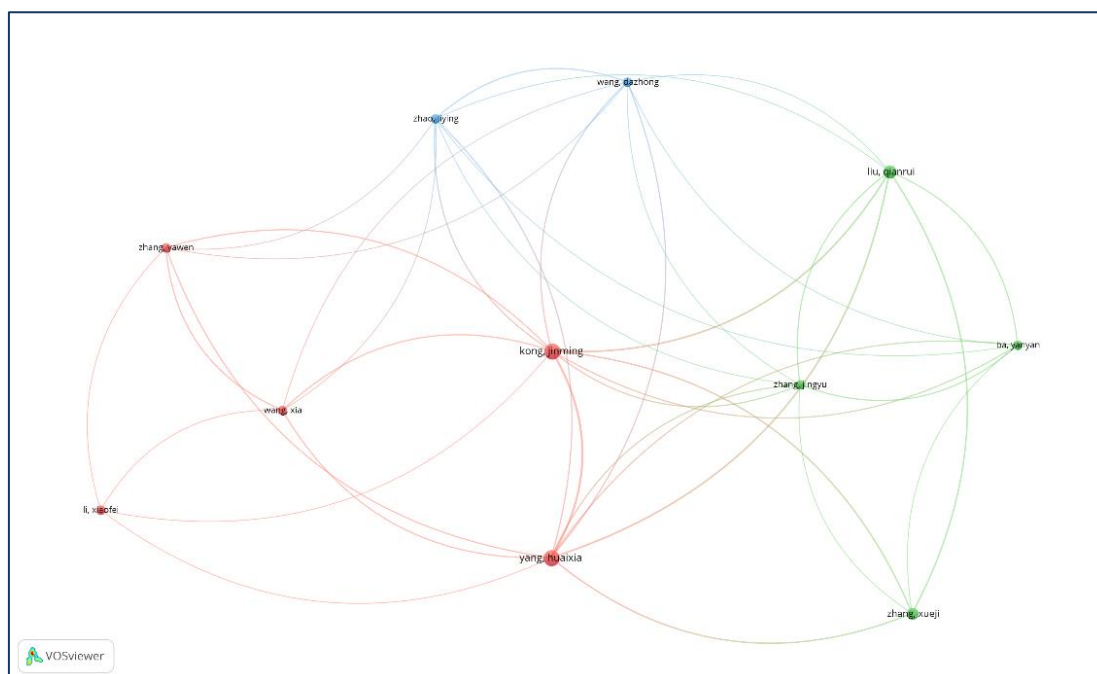 wang, dazhong
zhao, liying
liu, qianrui
zhang, yawen
kong, jinming
ba, yanyan
zhang, jingyu
wang, xia
li, xiaofei
yang, huaixia
zhang, xueji
VOSviewer